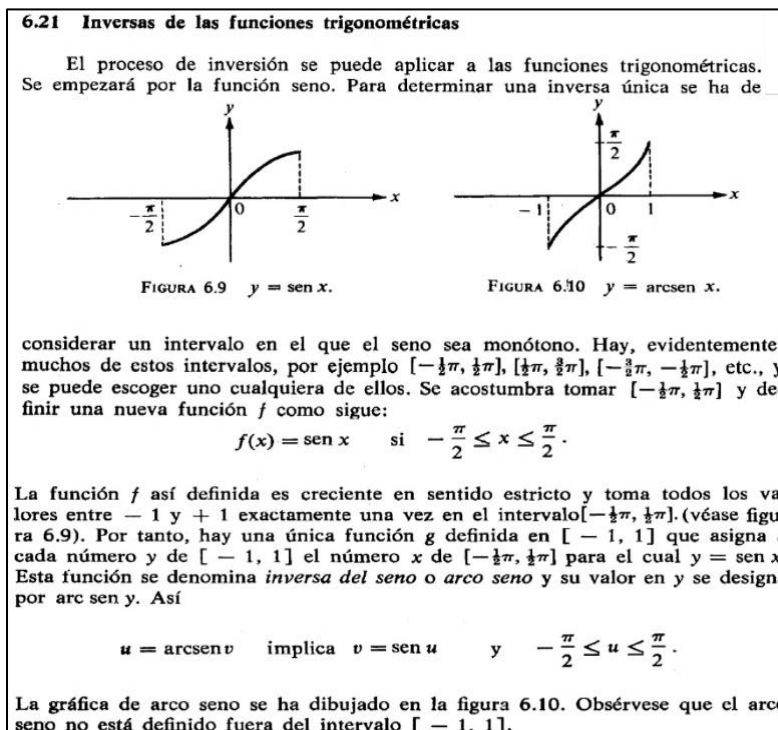 6.21 Inversas de las funciones trigonométricas
El proceso de inversión se puede aplicar a las funciones trigonométricas.
Se empezará por la función seno. Para determinar una inversa única se ha de
y
x
0
-π/2
π/2
FIGURA 6.9 y = sen x.
y
π/2
x
-1
0
1
-π/2
FIGURA 6.10 y = arcsen x.
considerar un intervalo en el que el seno sea monótono. Hay, evidentemente
muchos de estos intervalos, por ejemplo [-½π, ½π], [½π, 3/2π], [-3/2π, -½π], etc., y
se puede escoger uno cualquiera de ellos. Se acostumbra tomar [-½π, ½π] y de
finir una nueva función f como sigue:
f(x) = sen x si -π/2 ≤ x ≤ π/2.
La función f así definida es creciente en sentido estricto y toma todos los va
lores entre — 1 y + 1 exactamente una vez en el intervalo[-½π, ½π]. (véase figu
ra 6.9). Por tanto, hay una única función g definida en [ — 1, 1] que asigna
cada número y de [ — 1, 1] el número x de [-½π, ½π] para el cual y = sen x
Esta función se denomina inversa del seno o arco seno y su valor en y se design
por arc sen y. Así
u = arcsen v implica v = sen u y -π/2 ≤ u ≤ π/2.
La gráfica de arco seno se ha dibujado en la figura 6.10. Obsérvese que el arc
seno no está definido fuera del intervalo [ — 1, 1].